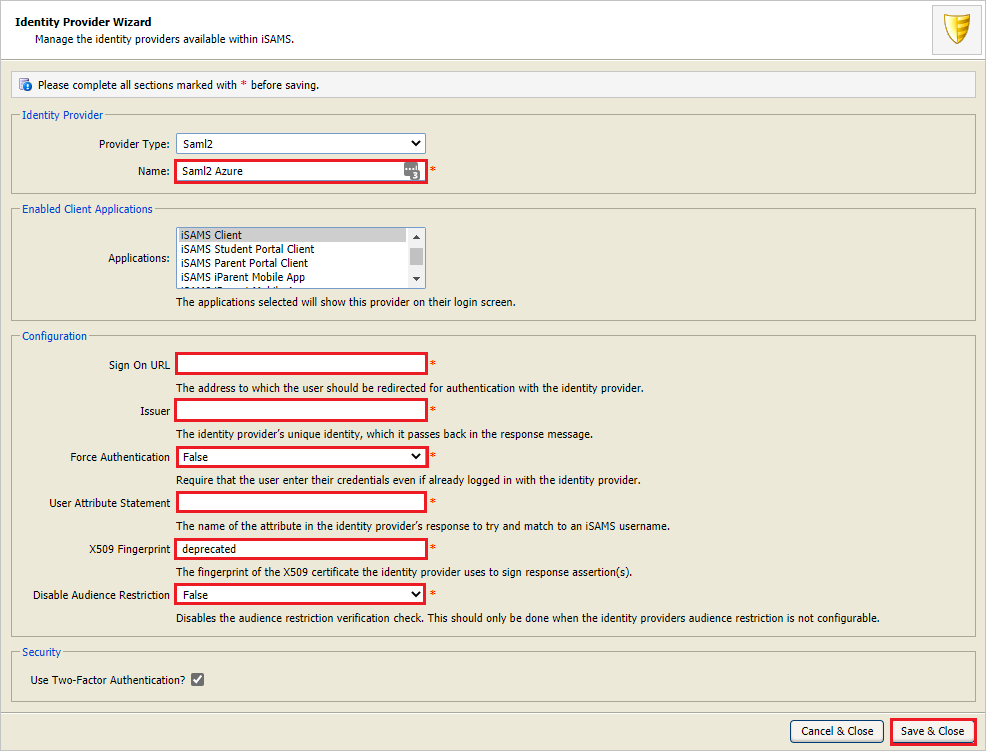 Identity Provider Wizard
Manage the identity providers available within iSAMS.
Please complete all sections marked with * before saving.
Identity Provider
Provider Type: Saml2
Name: Saml2 Azure 3 *
Enabled Client Applications
Applications:
iSAMS Client
iSAMS Student Portal Client
iSAMS Parent Portal Client
iSAMS iParent Mobile App
The applications selected will show this provider on their login screen.
Configuration
Sign On URL *
The address to which the user should be redirected for authentication with the identity provider.
Issuer *
The identity provider's unique identity, which it passes back in the response message.
Force Authentication False *
Require that the user enter their credentials even if already logged in with the identity provider.
User Attribute Statement *
The name of the attribute in the identity provider's response to try and match to an iSAMS username.
X509 Fingerprint deprecated *
The fingerprint of the X509 certificate the identity provider uses to sign response assertion(s).
Disable Audience Restriction False *
Disables the audience restriction verification check. This should only be done when the identity providers audience restriction is not configurable.
Security
Use Two-Factor Authentication?
Cancel & Close Save & Close